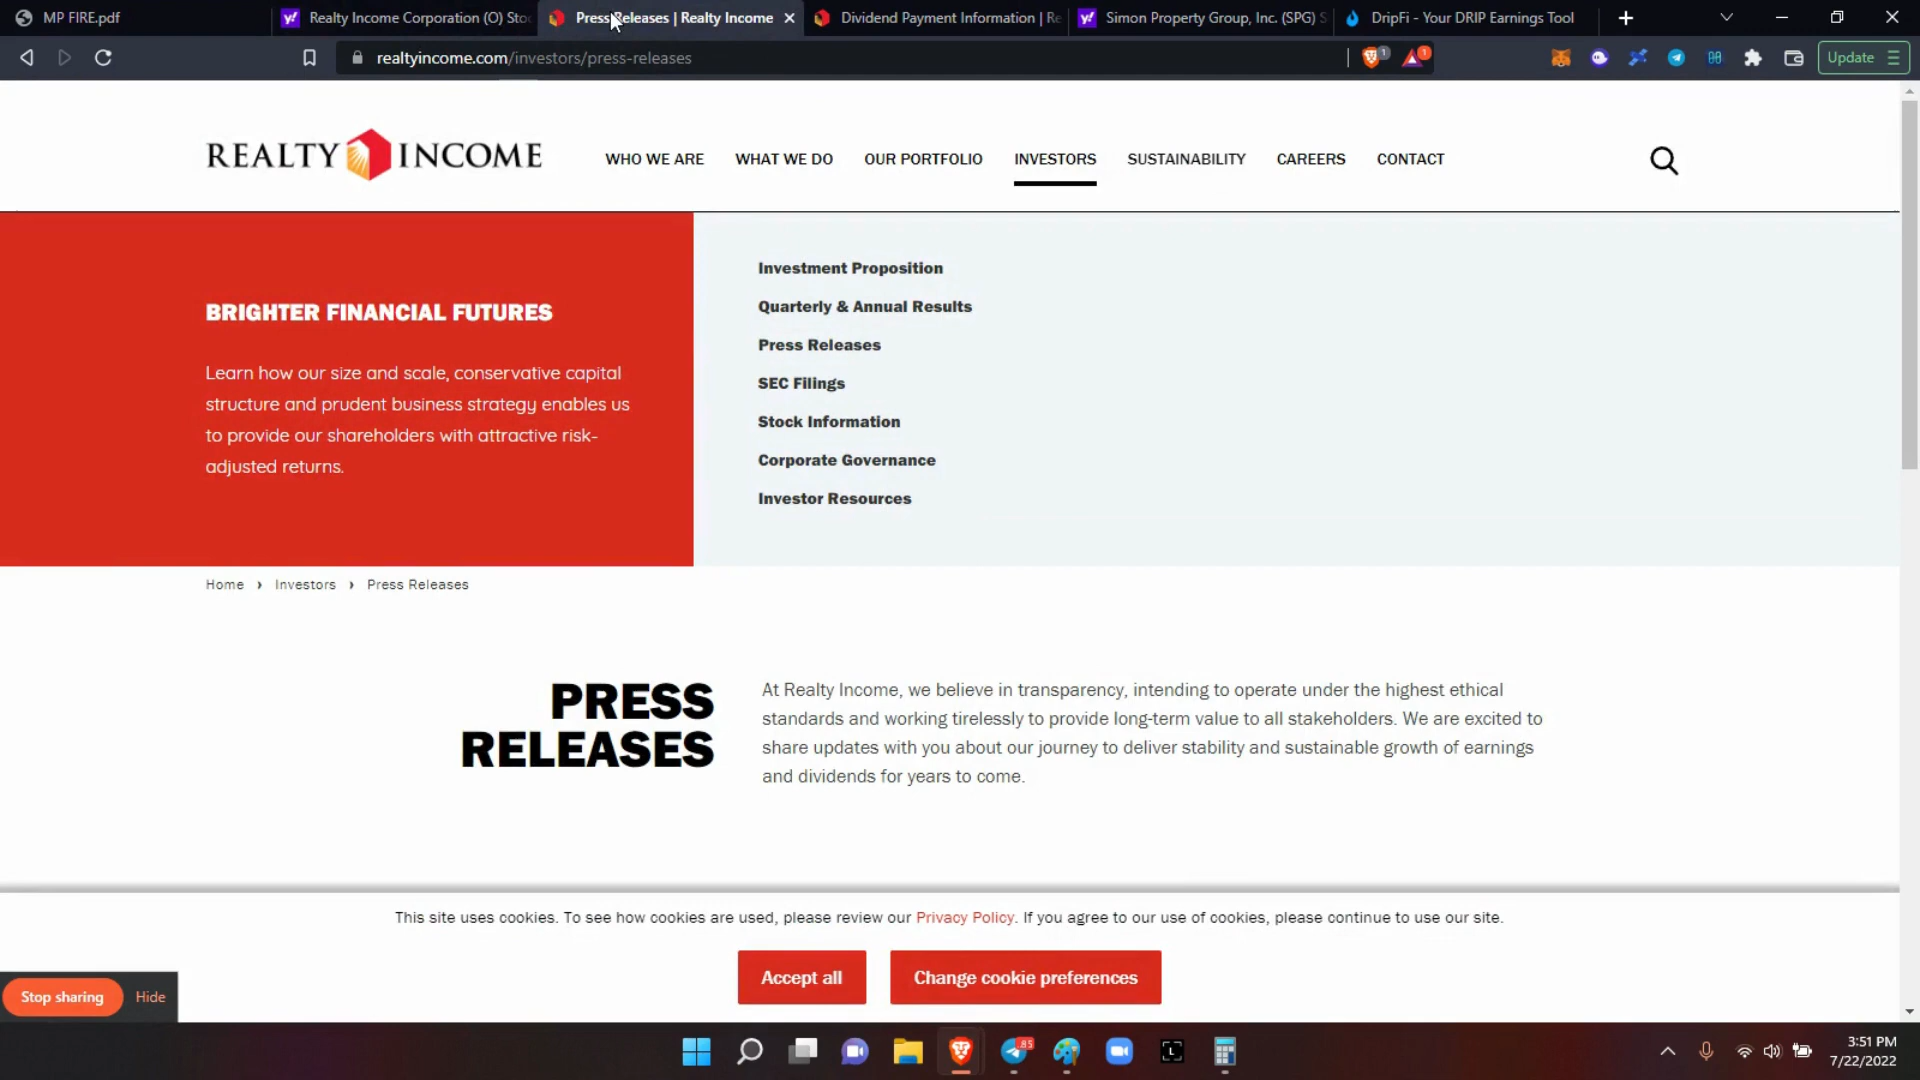 MP FIRE.pdf
Realty Income Corporation (O) Sto
Press Releases | Realty Income
Dividend Payment Information | Re
Simon Property Group, Inc. (SPG) S
DripFi - Your DRIP Earnings Tool
realtyincome.com/investors/press-releases
1
1
Update
REALTY INCOME
WHO WE ARE
WHAT WE DO
OUR PORTFOLIO
INVESTORS
SUSTAINABILITY
CAREERS
CONTACT
BRIGHTER FINANCIAL FUTURES
Learn how our size and scale, conservative capital
structure and prudent business strategy enables us
to provide our shareholders with attractive risk-
adjusted returns.
Investment Proposition
Quarterly & Annual Results
Press Releases
SEC Filings
Stock Information
Corporate Governance
Investor Resources
Home › Investors › Press Releases
PRESS
RELEASES
At Realty Income, we believe in transparency, intending to operate under the highest ethical
standards and working tirelessly to provide long-term value to all stakeholders. We are excited to
share updates with you about our journey to deliver stability and sustainable growth of earnings
and dividends for years to come.
This site uses cookies. To see how cookies are used, please review our Privacy Policy. If you agree to our use of cookies, please continue to use our site.
Accept all
Change cookie preferences
Stop sharing
Hide
85
L
3:51 PM
7/22/2022